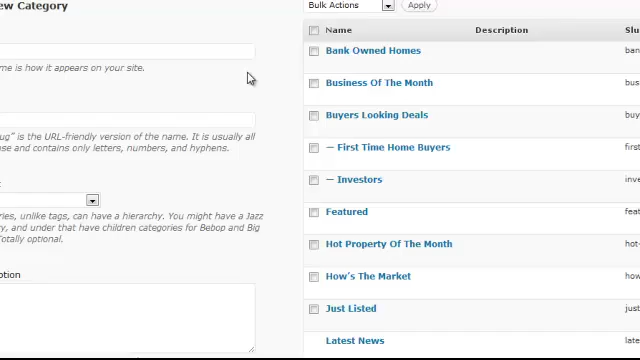 ew Category
me is how it appears on your site.
ug" is the URL-friendly version of the name. It is usually all
se and contains only letters, numbers, and hyphens.
ries, unlike tags, can have a hierarchy. You might have a Jazz
ry, and under that have children categories for Bebop and Big
Totally optional.
ption
Bulk Actions Apply
Name Description Slu
Bank Owned Homes ban
Business Of The Month bus
Buyers Looking Deals buy
— First Time Home Buyers first
— Investors inve
Featured feat
Hot Property Of The Month hot-
How's The Market how
Just Listed just
Latest News late